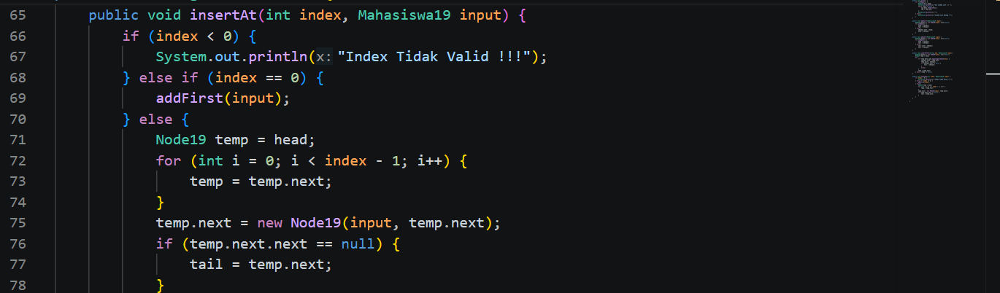 65 public void insertAt(int index, Mahasiswa19 input) {
66 if (index < 0) {
67 System.out.println(x: "Index Tidak Valid !!!");
68 } else if (index == 0) {
69 addFirst(input);
70 } else {
71 Node19 temp = head;
72 for (int i = 0; i < index - 1; i++) {
73 temp = temp.next;
74 }
75 temp.next = new Node19(input, temp.next);
76 if (temp.next.next == null) {
77 tail = temp.next;
78 }